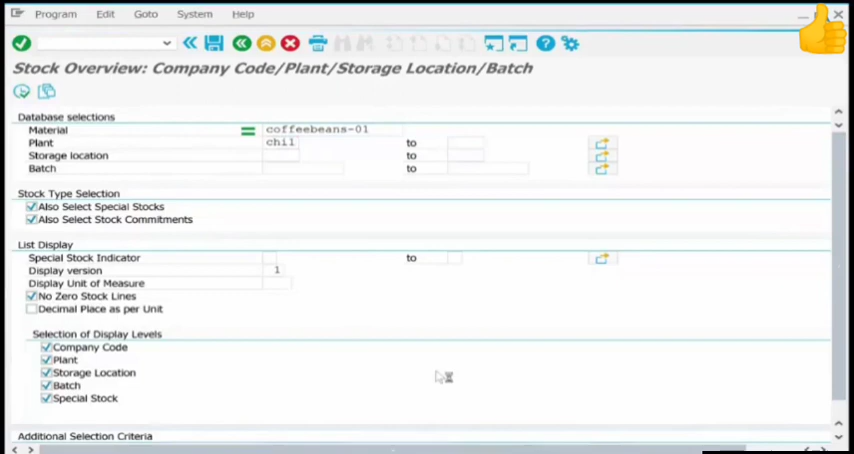 Program Edit Goto System Help
Stock Overview: Company Code/Plant/Storage Location/Batch
Database selections
Material coffeebeans-01
Plant chil to
Storage location to
Batch to
Stock Type Selection
Also Select Special Stocks
Also Select Stock Commitments
List Display
Special Stock Indicator to
Display version 1
Display Unit of Measure
No Zero Stock Lines
Decimal Place as per Unit
Selection of Display Levels
Company Code
Plant
Storage Location
Batch
Special Stock
Additional Selection Criteria